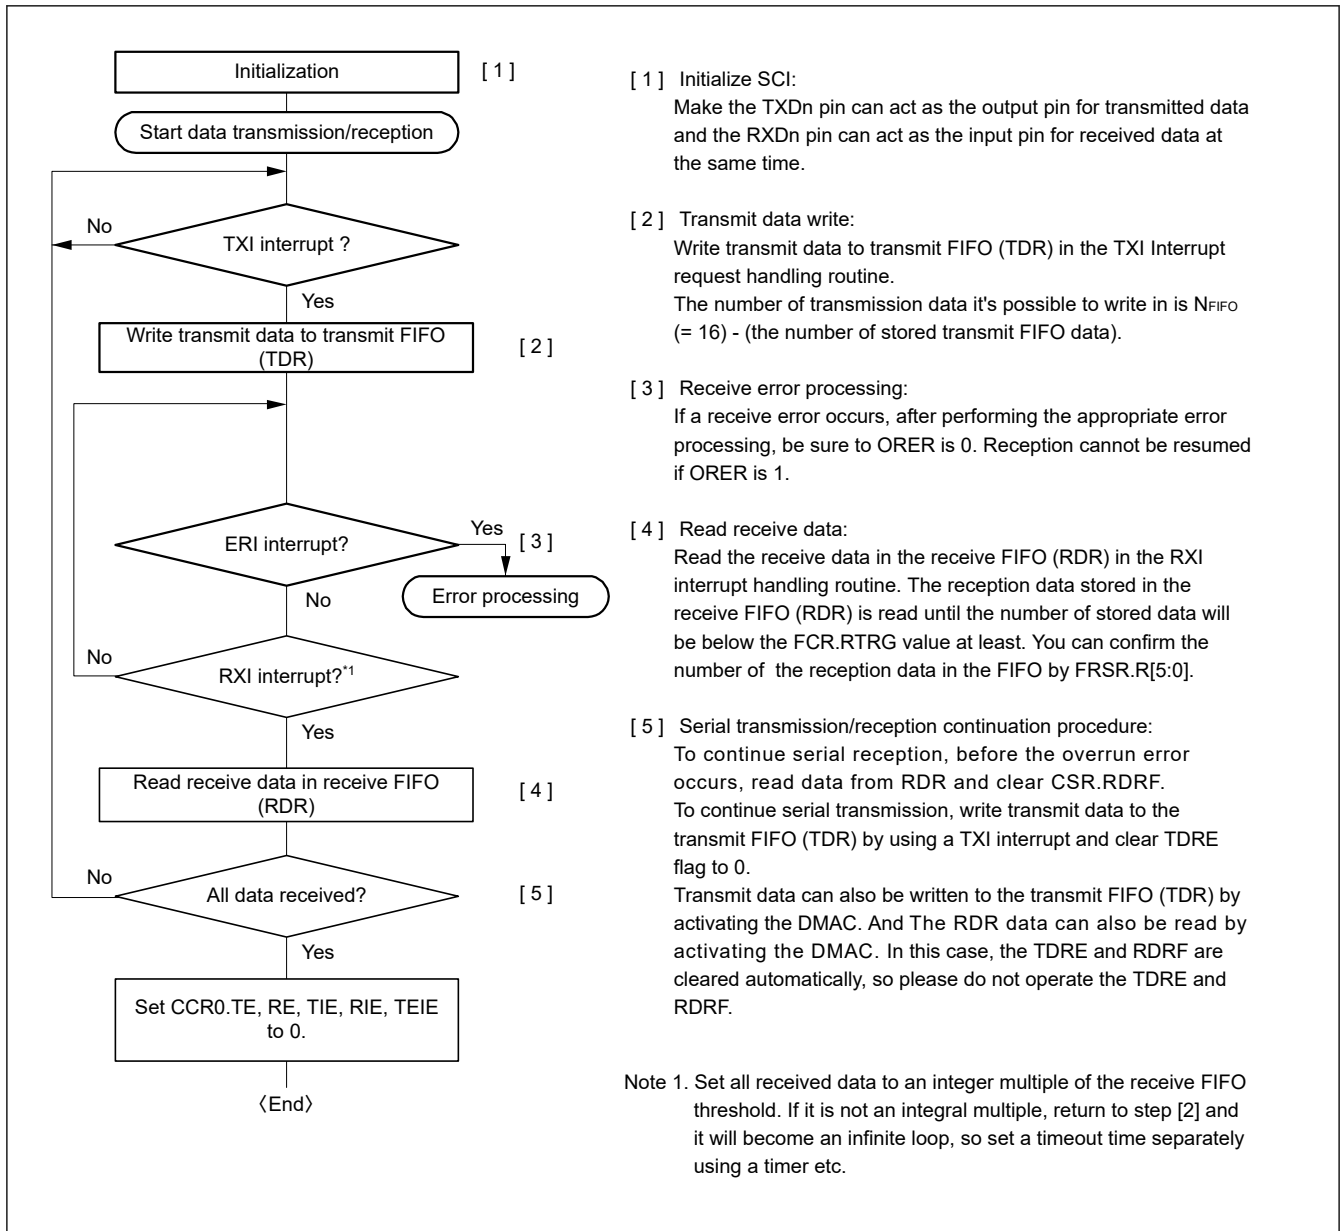 Initialization
[ 1 ]
Start data transmission/reception
No
TXI interrupt ?
Yes
Write transmit data to transmit FIFO
(TDR)
[ 2 ]
ERI interrupt?
Yes
[ 3 ]
Error processing
No
No
RXI interrupt?*1
Yes
Read receive data in receive FIFO
(RDR)
[ 4 ]
No
All data received?
[ 5 ]
Yes
Set CCR0.TE, RE, TIE, RIE, TEIE
to 0.
〈End〉
[ 1 ] Initialize SCI:
Make the TXDn pin can act as the output pin for transmitted data
and the RXDn pin can act as the input pin for received data at
the same time.
[ 2 ] Transmit data write:
Write transmit data to transmit FIFO (TDR) in the TXI Interrupt
request handling routine.
The number of transmission data it's possible to write in is NFIFO
(= 16) - (the number of stored transmit FIFO data).
[ 3 ] Receive error processing:
If a receive error occurs, after performing the appropriate error
processing, be sure to ORER is 0. Reception cannot be resumed
if ORER is 1.
[ 4 ] Read receive data:
Read the receive data in the receive FIFO (RDR) in the RXI
interrupt handling routine. The reception data stored in the
receive FIFO (RDR) is read until the number of stored data will
be below the FCR.RTRG value at least. You can confirm the
number of the reception data in the FIFO by FRSR.R[5:0].
[ 5 ] Serial transmission/reception continuation procedure:
To continue serial reception, before the overrun error
occurs, read data from RDR and clear CSR.RDRF.
To continue serial transmission, write transmit data to the
transmit FIFO (TDR) by using a TXI interrupt and clear TDRE
flag to 0.
Transmit data can also be written to the transmit FIFO (TDR) by
activating the DMAC. And The RDR data can also be read by
activating the DMAC. In this case, the TDRE and RDRF are
cleared automatically, so please do not operate the TDRE and
RDRF.
Note 1. Set all received data to an integer multiple of the receive FIFO
threshold. If it is not an integral multiple, return to step [2] and
it will become an infinite loop, so set a timeout time separately
using a timer etc.